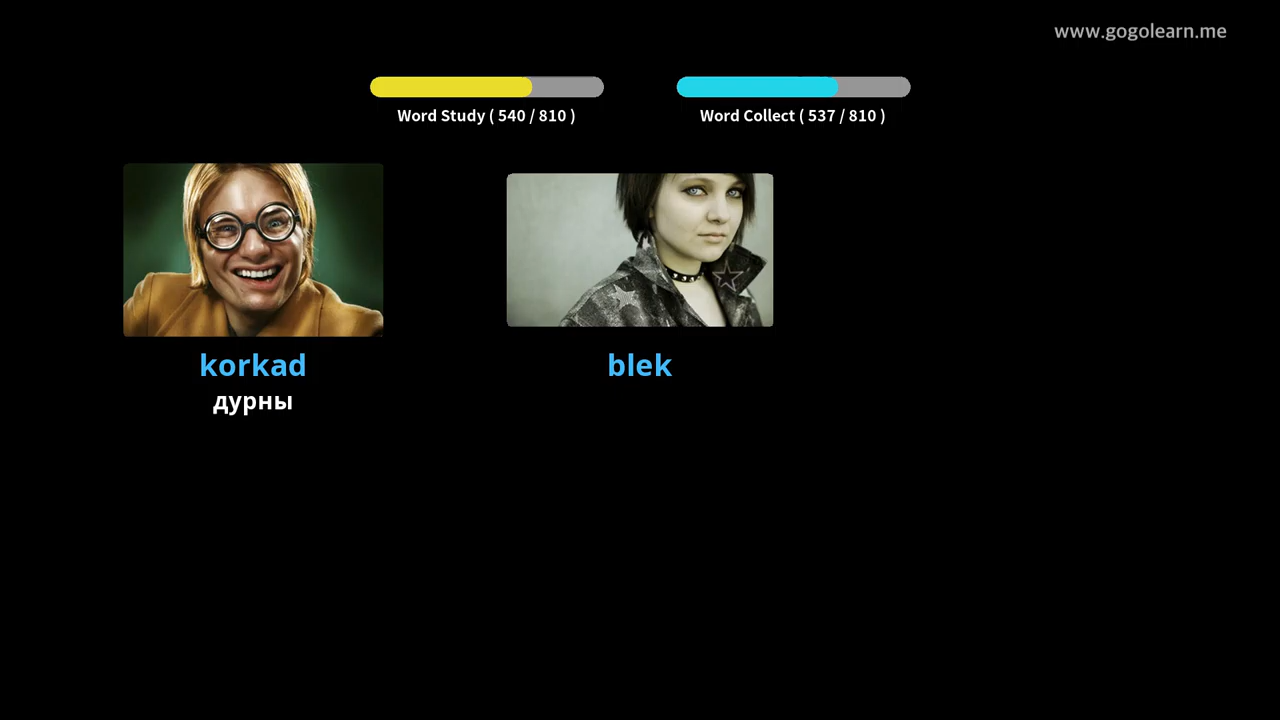 www.gogolearn.me
Word Study ( 540 / 810 )
Word Collect ( 537 / 810 )
korkad
дурны
blek